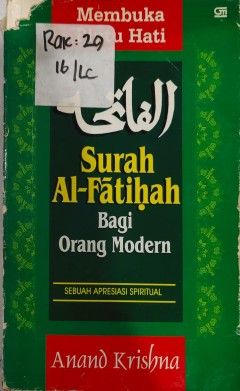 Membuka
u Hati
Rak: 29
16/LC
الفاتحة
Surah
Al-Fātiḥah
Bagi
Orang Modern
SEBUAH APRESIASI SPIRITUAL
Anand Krishna